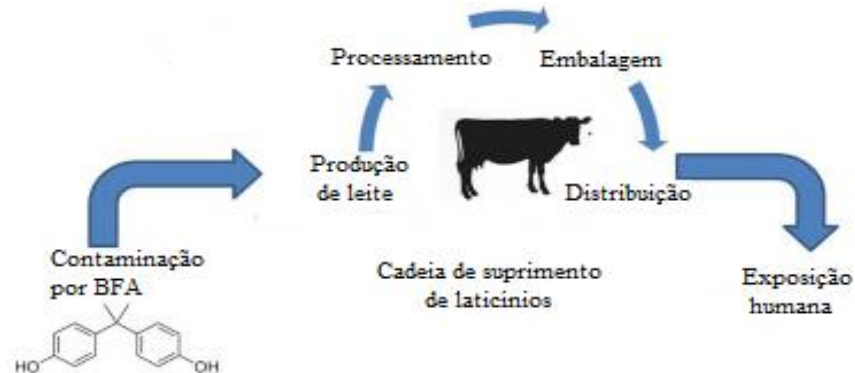 Processamento
Embalagem
Produção
de leite
Distribuição
Contaminação
por BFA
Cadeia de suprimento
de laticínios
Exposição
humana
HO
OH